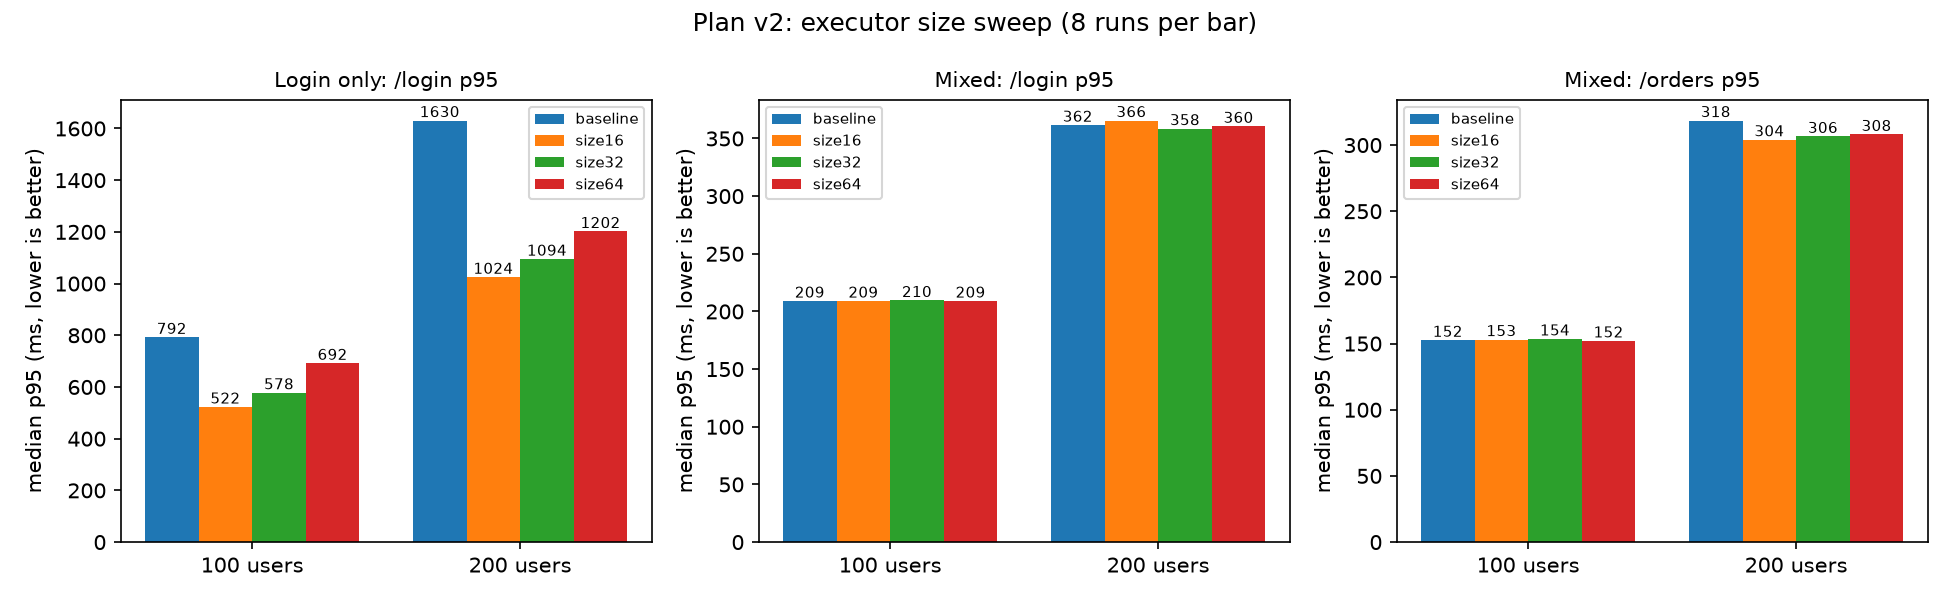 Plan v2: executor size sweep (8 runs per bar)
Login only: /login p95
median p95 (ms, lower is better)
1600
1400
1200
1000
800
600
400
200
0
baseline
size16
size32
size64
792
522
578
692
1630
1024
1094
1202
100 users
200 users
Mixed: /login p95
median p95 (ms, lower is better)
350
300
250
200
150
100
50
0
baseline
size16
size32
size64
209
209
210
209
362
366
358
360
100 users
200 users
Mixed: /orders p95
median p95 (ms, lower is better)
300
250
200
150
100
50
0
baseline
size16
size32
size64
152
153
154
152
318
304
306
308
100 users
200 users